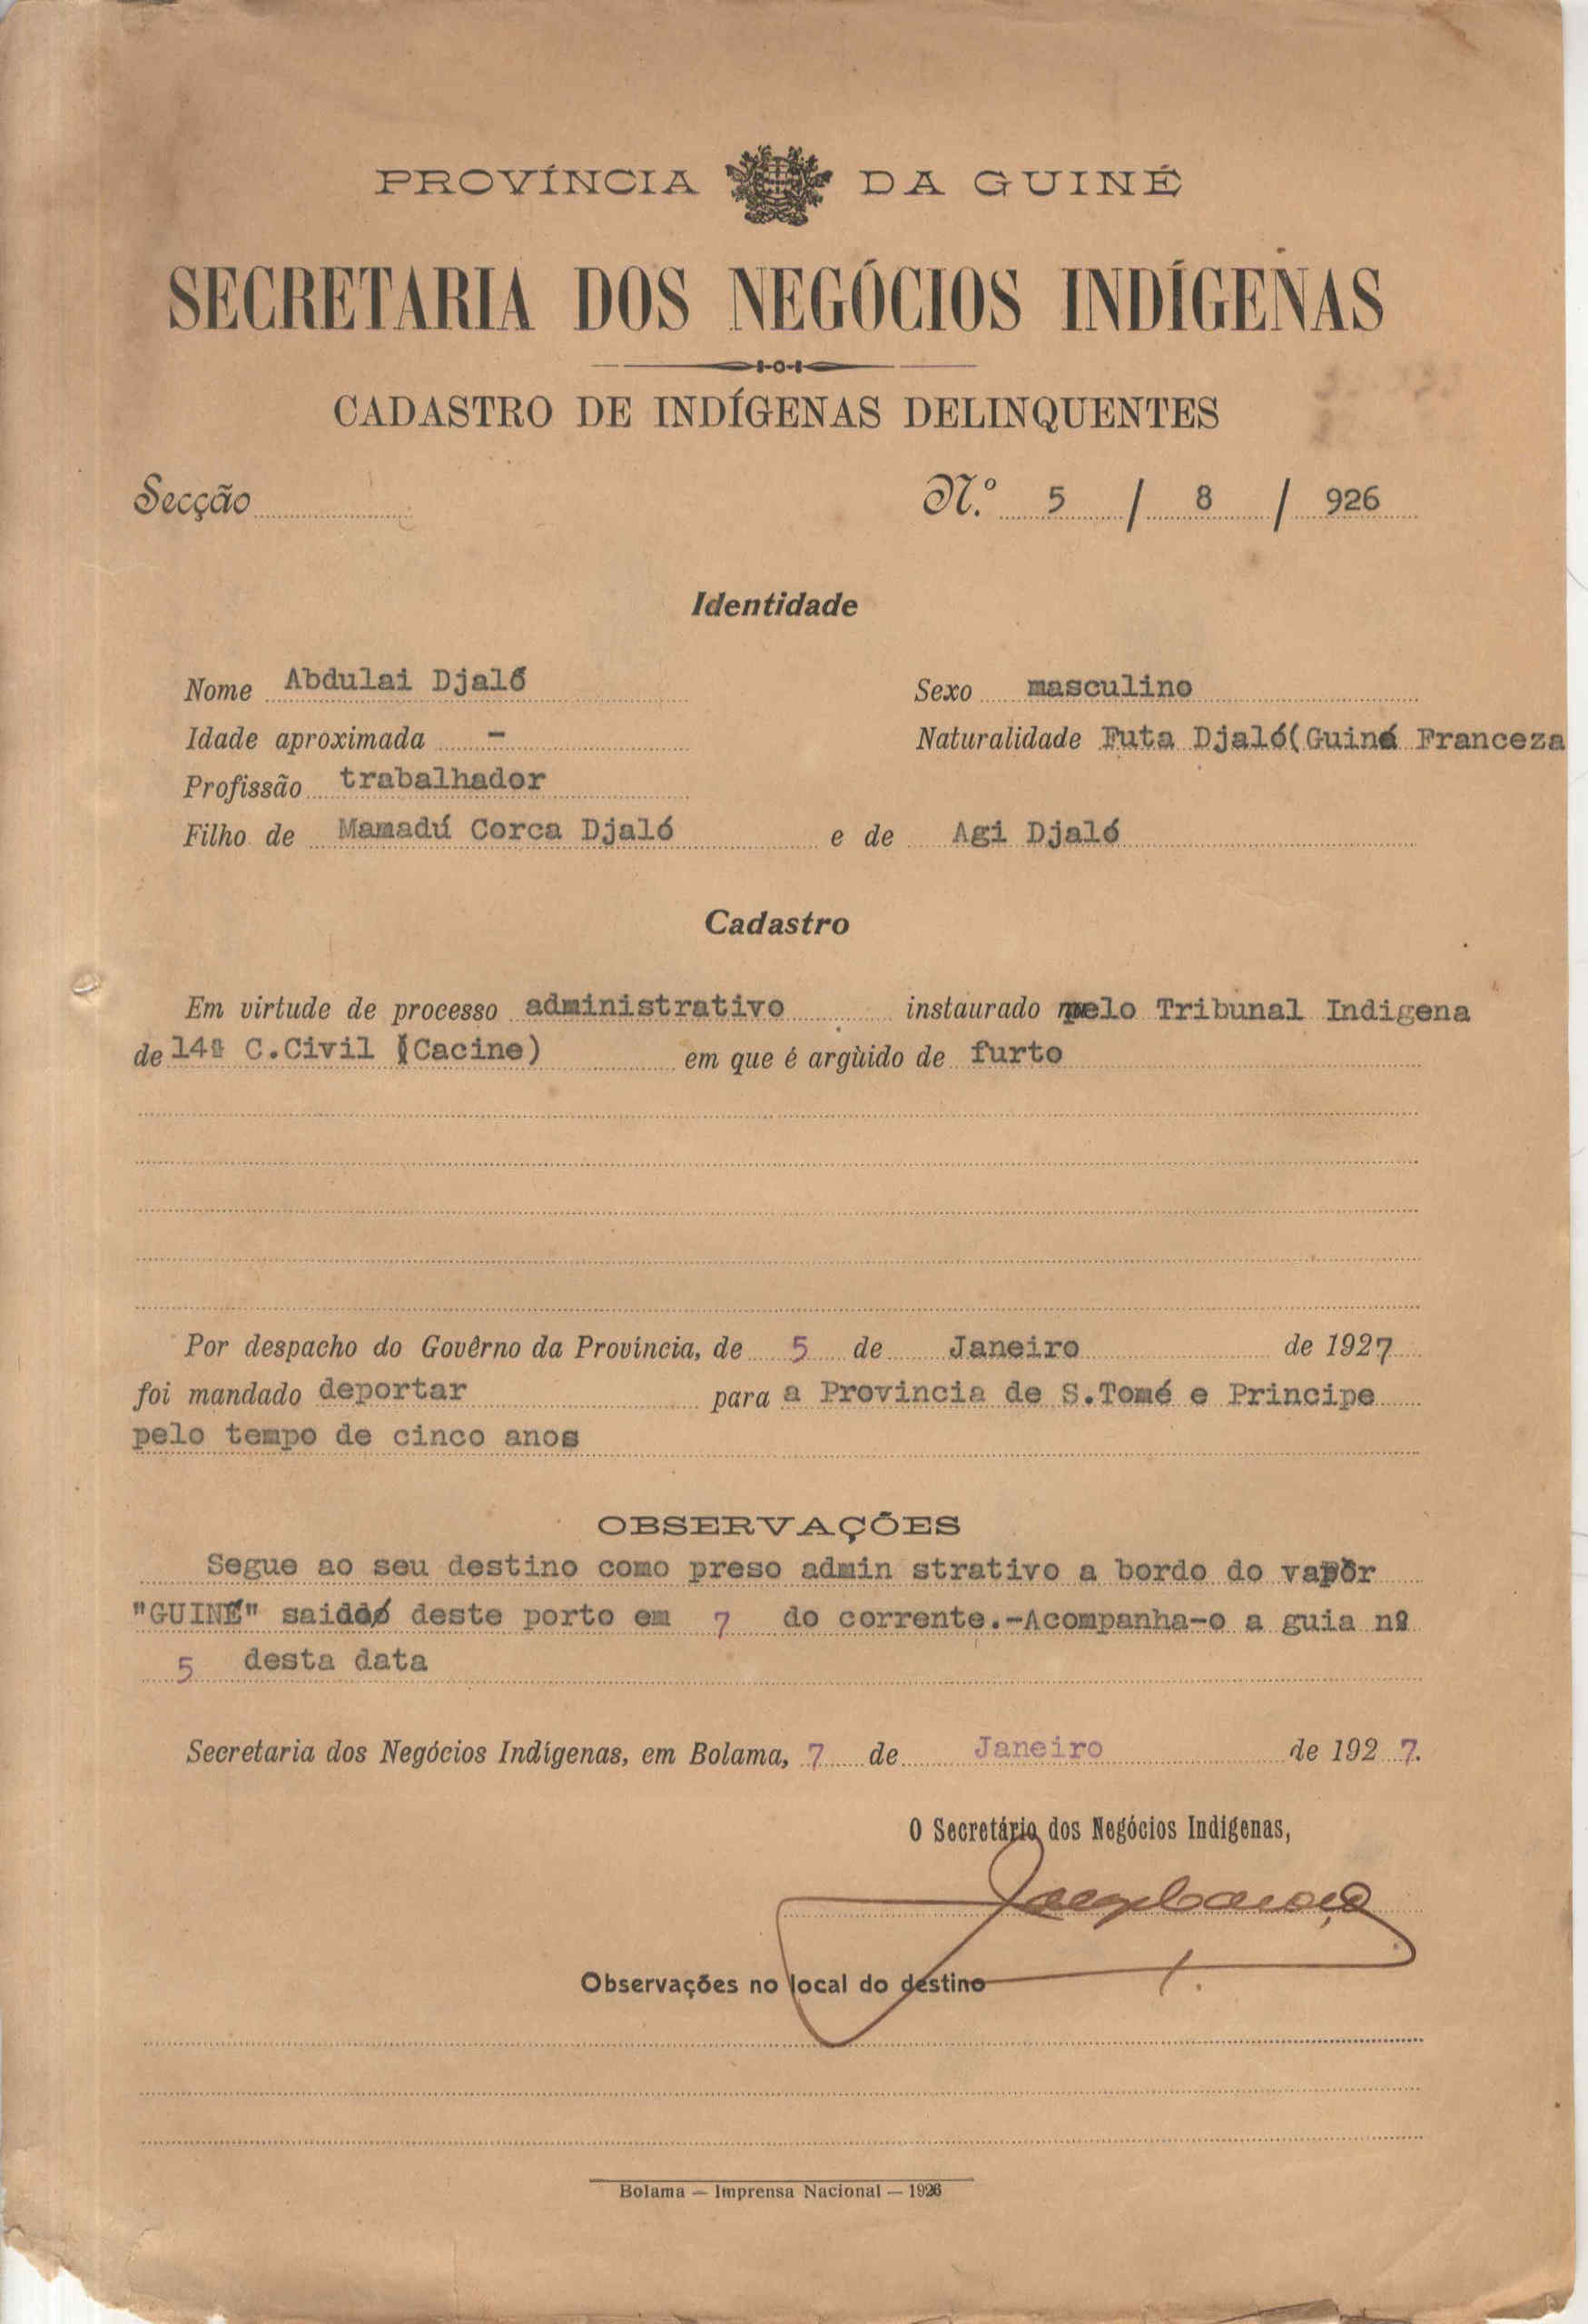 PROVÍNCIA DA GUINÉ
SECRETARIA DOS NEGÓCIOS INDÍGENAS
CADASTRO DE INDÍGENAS DELINQUENTES
Secção N.º 5 / 8 / 926
Identidade
Nome Abdulai Djaló Sexo masculino
Idade aproximada - Naturalidade Futa Djaló(Guiné Franceza
Profissão trabalhador
Filho de Mamadú Corca Djaló e de Agi Djaló
Cadastro
Em virtude de processo administrativo instaurado pelo Tribunal Indigena
de 14ª C.Civil (Cacine) em que é argùido de furto
Por despacho do Govêrno da Província, de 5 de Janeiro de 1927
foi mandado deportar para a Provincia de S.Tomé e Principe
pelo tempo de cinco anos
OBSERVAÇÕES
Segue ao seu destino como preso admin strativo a bordo do vapôr
"GUINÉ" saido deste porto em 7 do corrente.-Acompanha-o a guia nº
5 desta data
Secretaria dos Negócios Indígenas, em Bolama, 7 de Janeiro de 192 7.
O Secretário dos Negócios Indigenas,
Observações no local do destino
Bolama — Imprensa Nacional — 1926